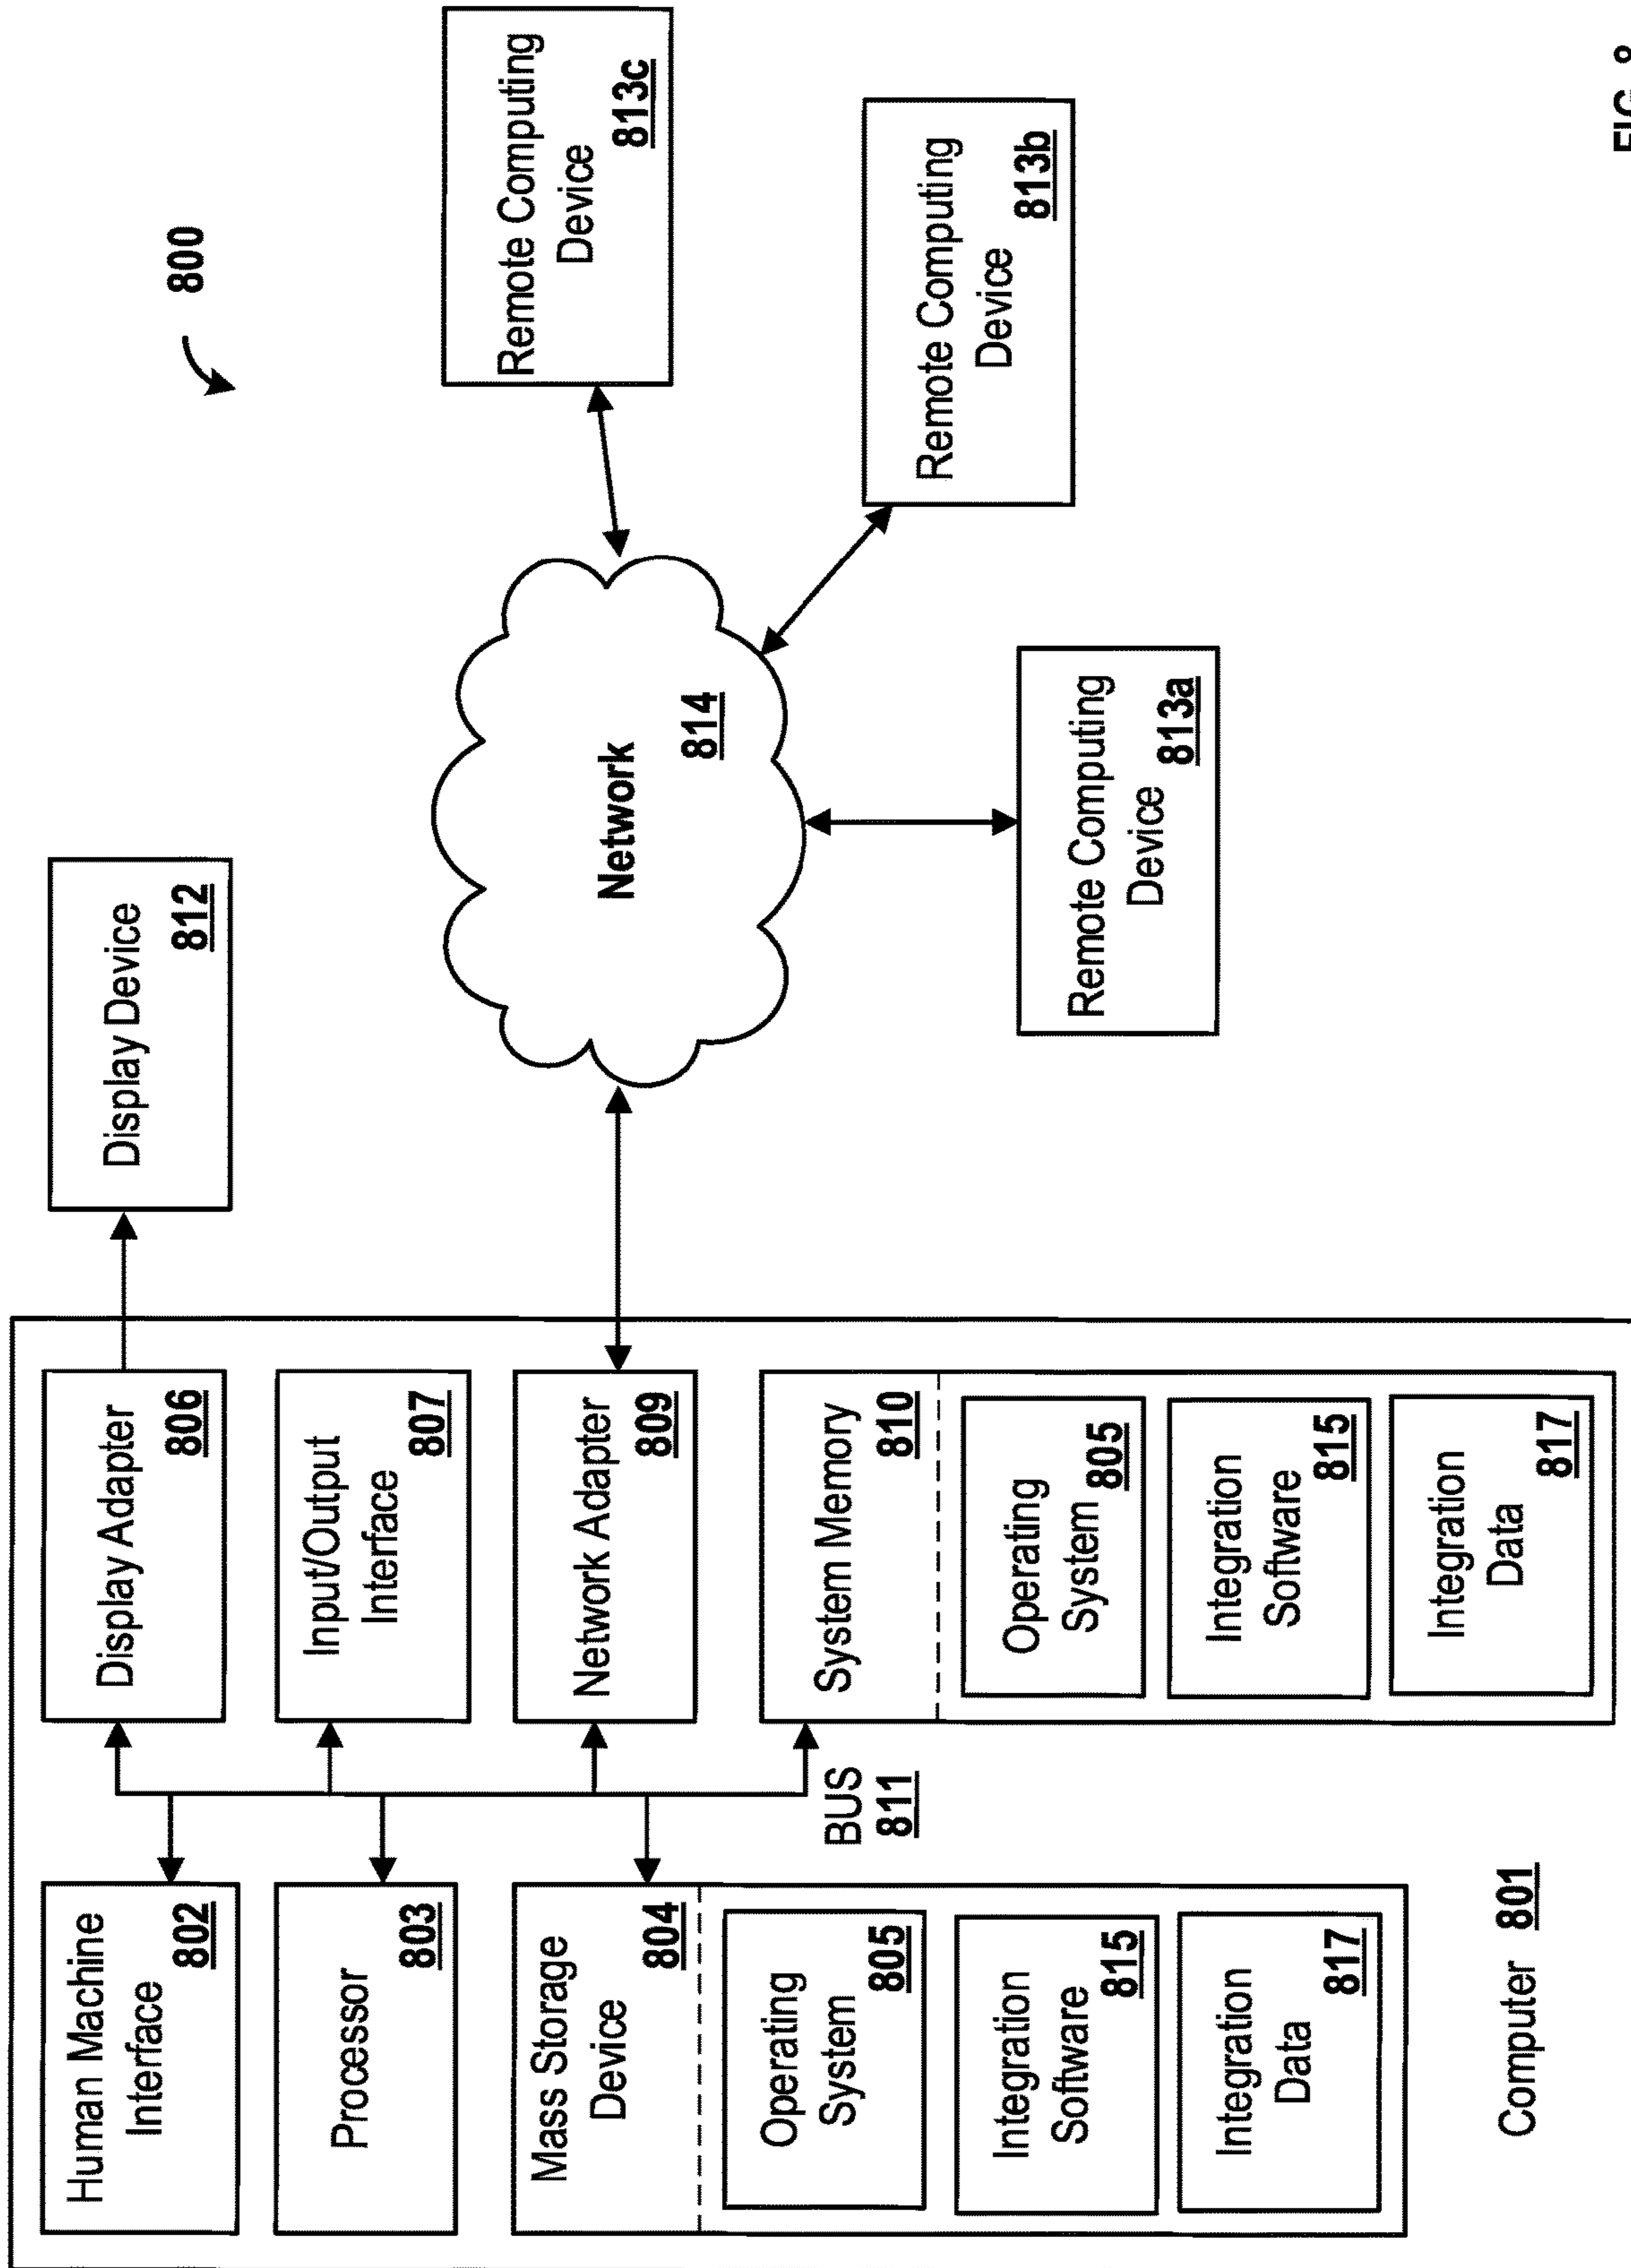 800
Human Machine
Interface
802
Processor
803
Mass Storage
Device
804
Operating
System
805
Integration
Software
815
Integration
Data
817
Computer 801
BUS
811
Display Adapter
806
Input/Output
Interface
807
Network Adapter
809
System Memory
810
Operating
System
805
Integration
Software
815
Integration
Data
817
Display Device
812
Network
814
Remote Computing
Device
813a
Remote Computing
Device
813b
Remote Computing
Device
813c